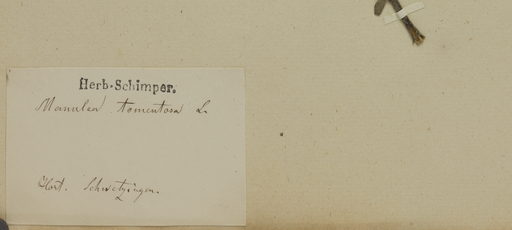 Herb. Schimper.
Manulea tomentosa L.
Hort. Schwetzingen.